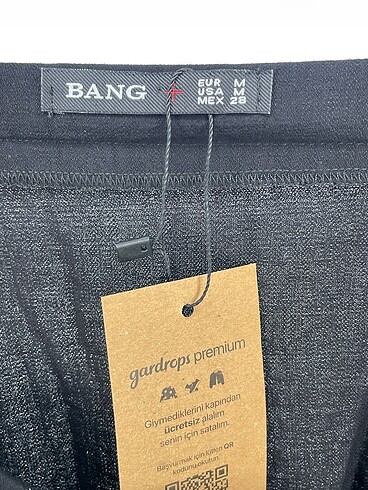 BANG
EUR M
USA M
MEX 28
gardrops premium
Giymediklerini kapından
ücretsiz alalım
senin için satalım.
Başvurmak için lütfen QR
kodunu okutun.